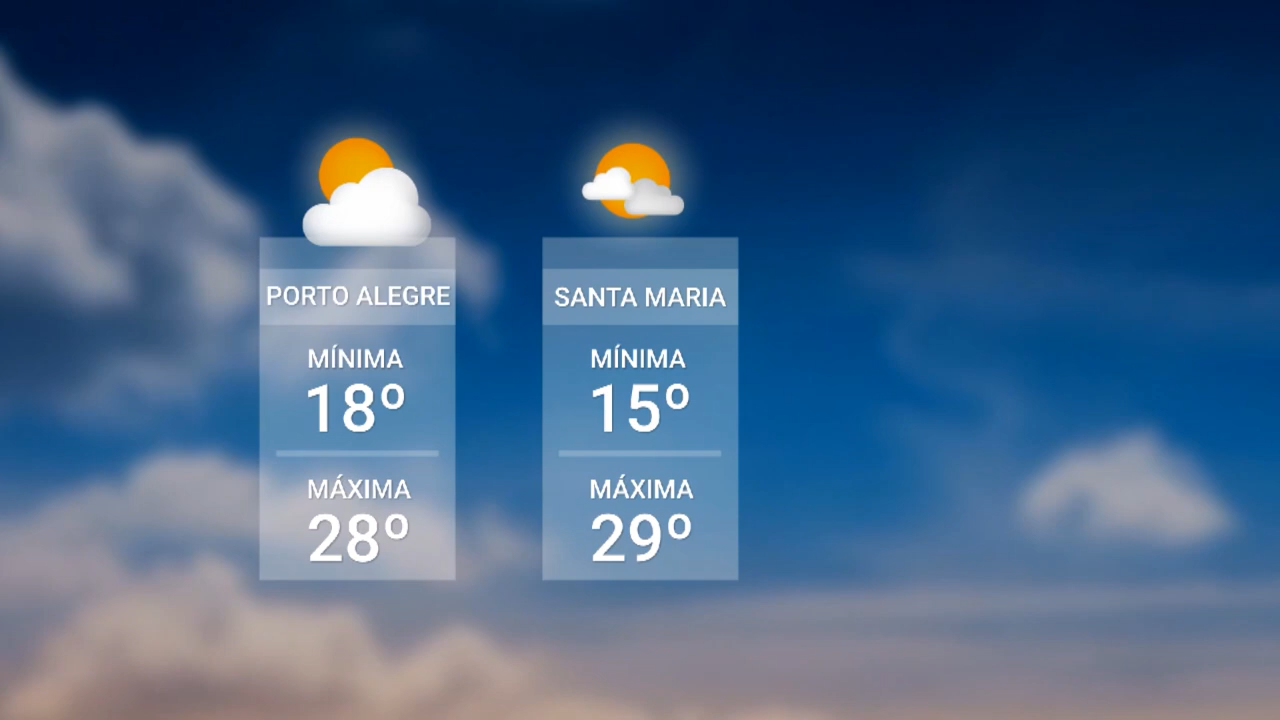 PORTO ALEGRE
MÍNIMA
18º
MÁXIMA
28º
SANTA MARIA
MÍNIMA
15º
MÁXIMA
29º